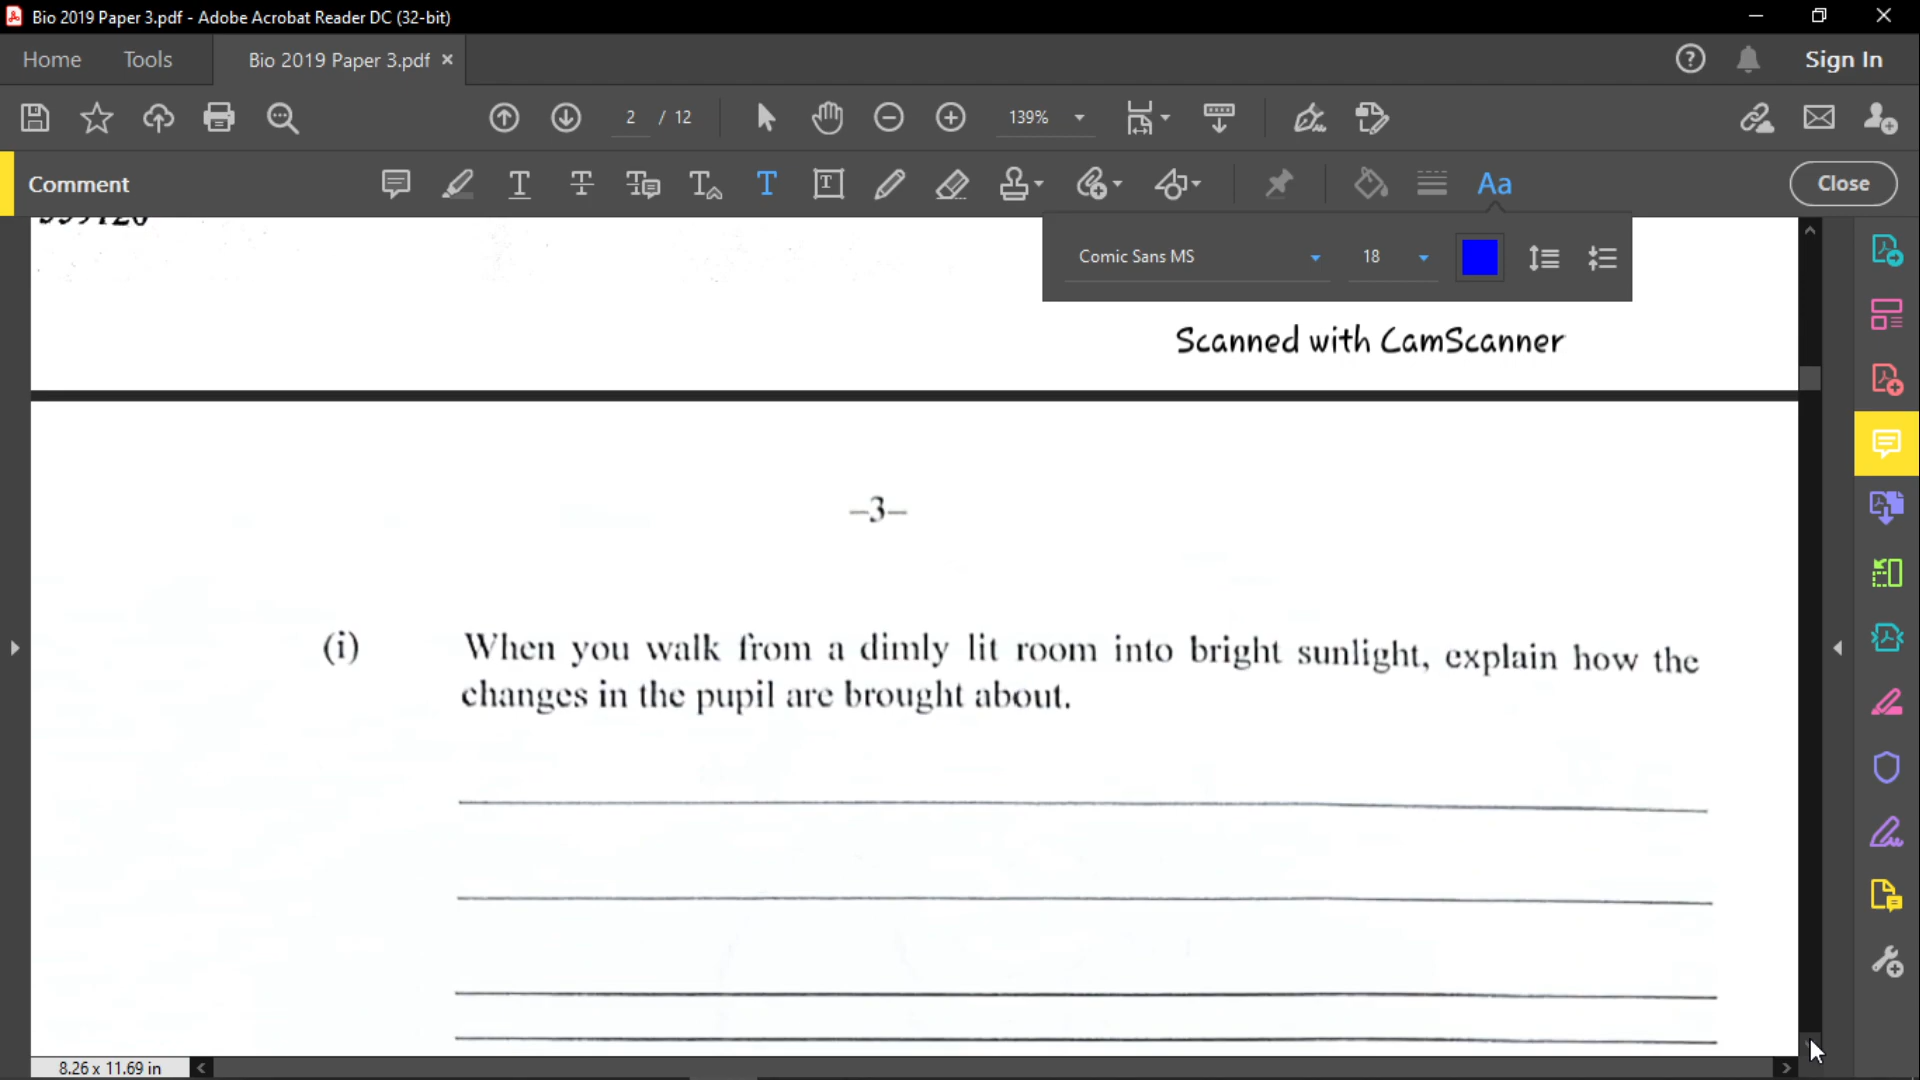 Bio 2019 Paper 3.pdf - Adobe Acrobat Reader DC (32-bit)
Home Tools Bio 2019 Paper 3.pdf × Sign In
2 / 12 139%
Comment Aa Close
Comic Sans MS 18
Scanned with CamScanner
–3–
(i) When you walk from a dimly lit room into bright sunlight, explain how the
changes in the pupil are brought about.
8.26 x 11.69 in